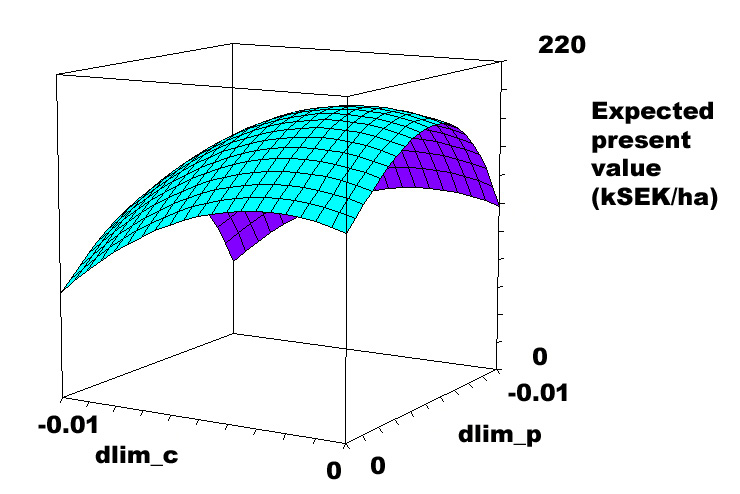 220
Expected
present
value
(kSEK/ha)
0
-0.01
-0.01
dlim_p
dlim_c
0
0